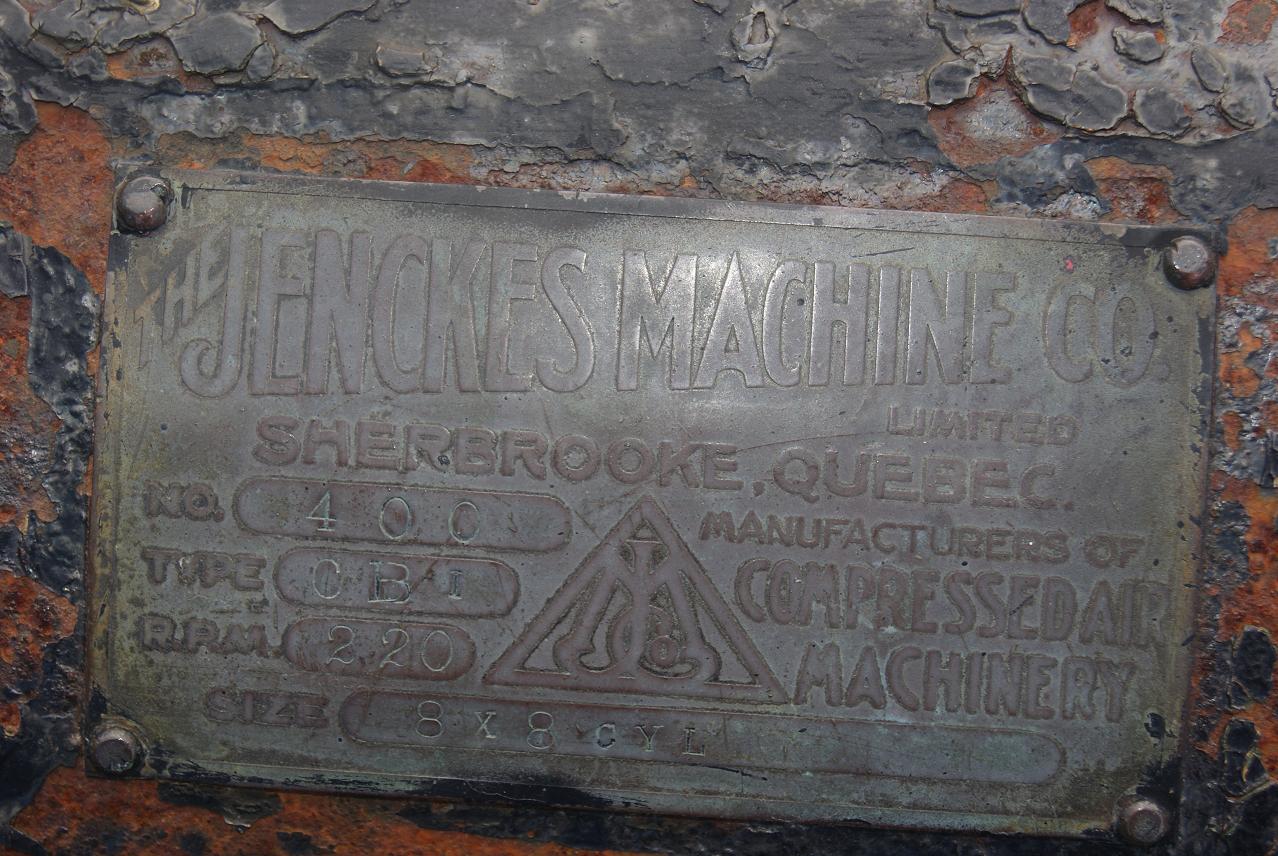 THE JENCKES MACHINE CO.
LIMITED
SHERBROOKE, QUEBEC.
NO. 400
MANUFACTURERS OF
TYPE CB1
COMPRESSED AIR
R.P.M. 220
MACHINERY
SIZE 8 X 8 CYL